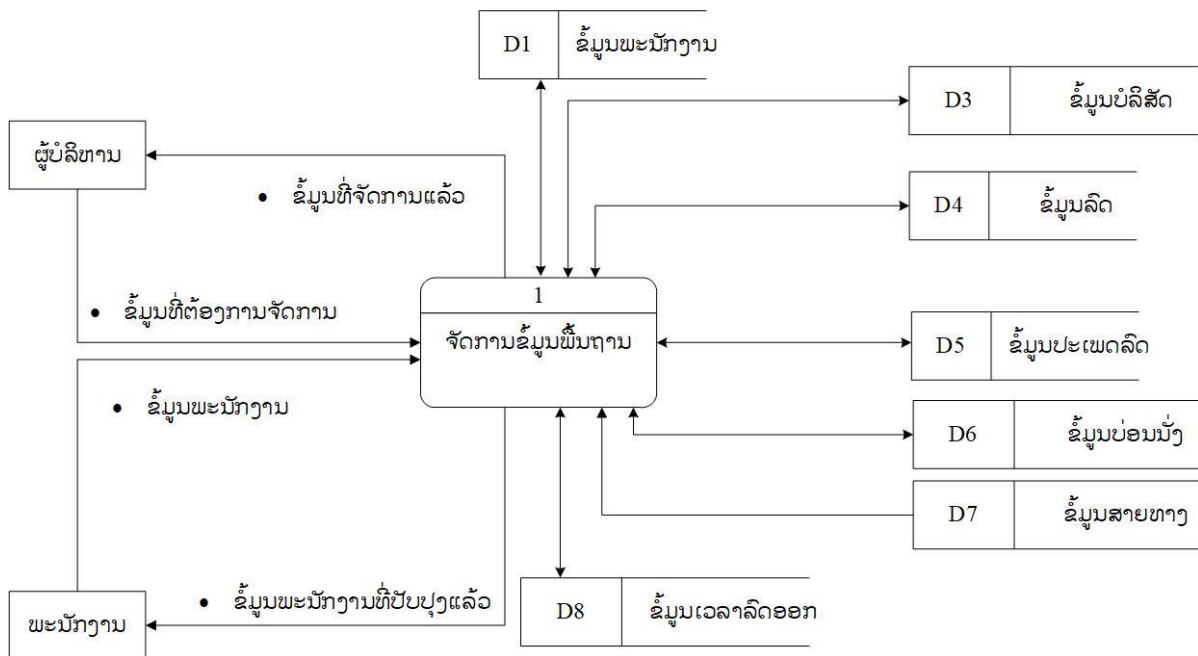 D1 ຂໍ້ມູນພະນັກງານ
D3 ຂໍ້ມູນບໍລິສັດ
ຜູ້ບໍລິຫານ
• ຂໍ້ມູນທີ່ຈັດການແລ້ວ
D4 ຂໍ້ມູນລົດ
1
• ຂໍ້ມູນທີ່ຕ້ອງການຈັດການ
ຈັດການຂໍ້ມູນພື້ນຖານ
D5 ຂໍ້ມູນປະເພດລົດ
• ຂໍ້ມູນພະນັກງານ
D6 ຂໍ້ມູນບ່ອນນັ່ງ
D7 ຂໍ້ມູນສາຍທາງ
• ຂໍ້ມູນພະນັກງານທີ່ປັບປຸງແລ້ວ
D8 ຂໍ້ມູນເວລາລົດອອກ
ພະນັກງານ